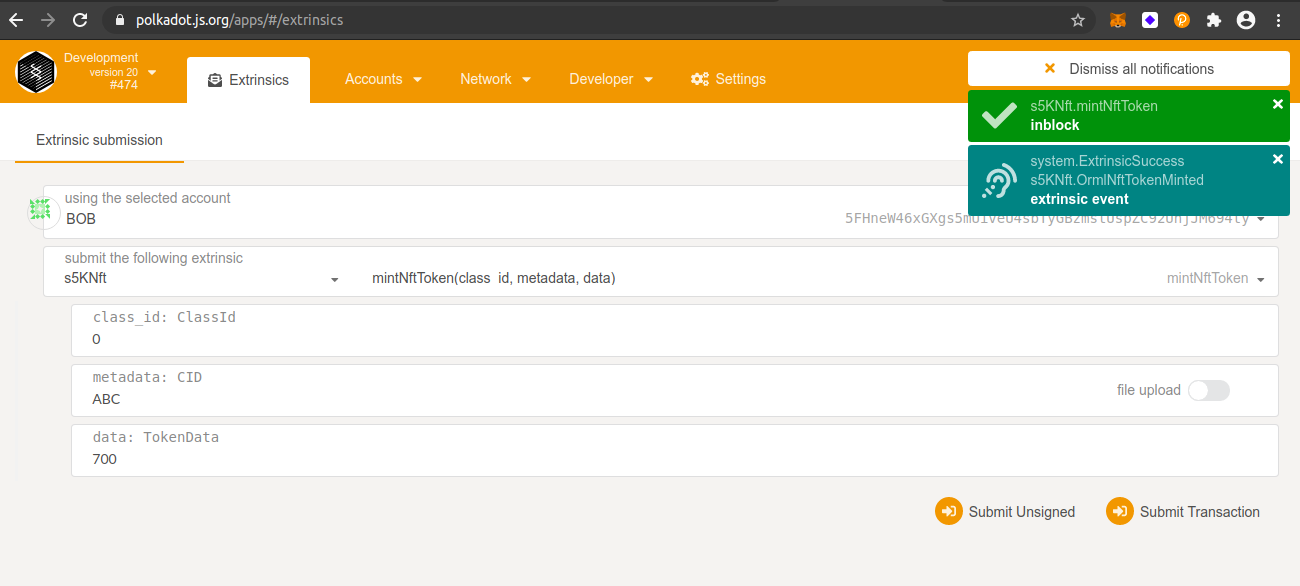 polkadot.js.org/apps/#/extrinsics
Development
version 20
#474
Extrinsics
Accounts
Network
Developer
Settings
Dismiss all notifications
s5KNft.mintNftToken
inblock
system.ExtrinsicSuccess
s5KNft.OrmlNftTokenMinted
extrinsic event
Extrinsic submission
using the selected account
BOB
submit the following extrinsic
s5KNft
mintNftToken(class_id, metadata, data)
mintNftToken
class_id: ClassId
0
metadata: CID
ABC
file upload
data: TokenData
700
Submit Unsigned
Submit Transaction